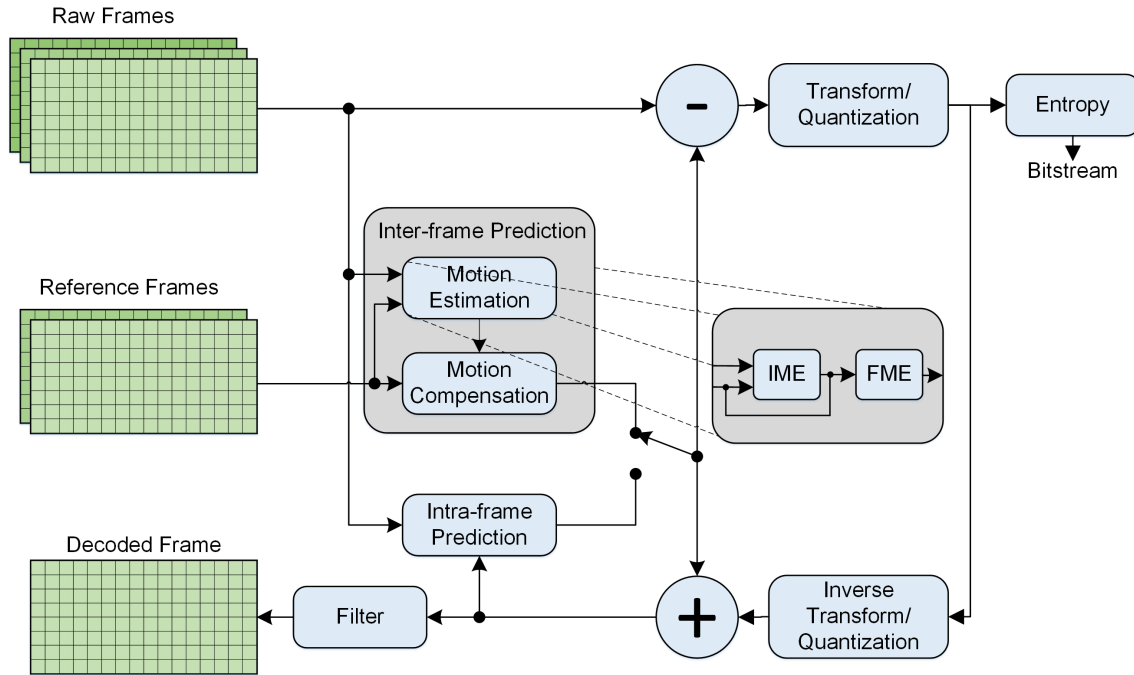 Raw Frames
-
Transform/
Quantization
Entropy
Bitstream
Inter-frame Prediction
Motion
Estimation
Motion
Compensation
Reference Frames
IME
FME
Intra-frame
Prediction
Decoded Frame
Filter
+
Inverse
Transform/
Quantization